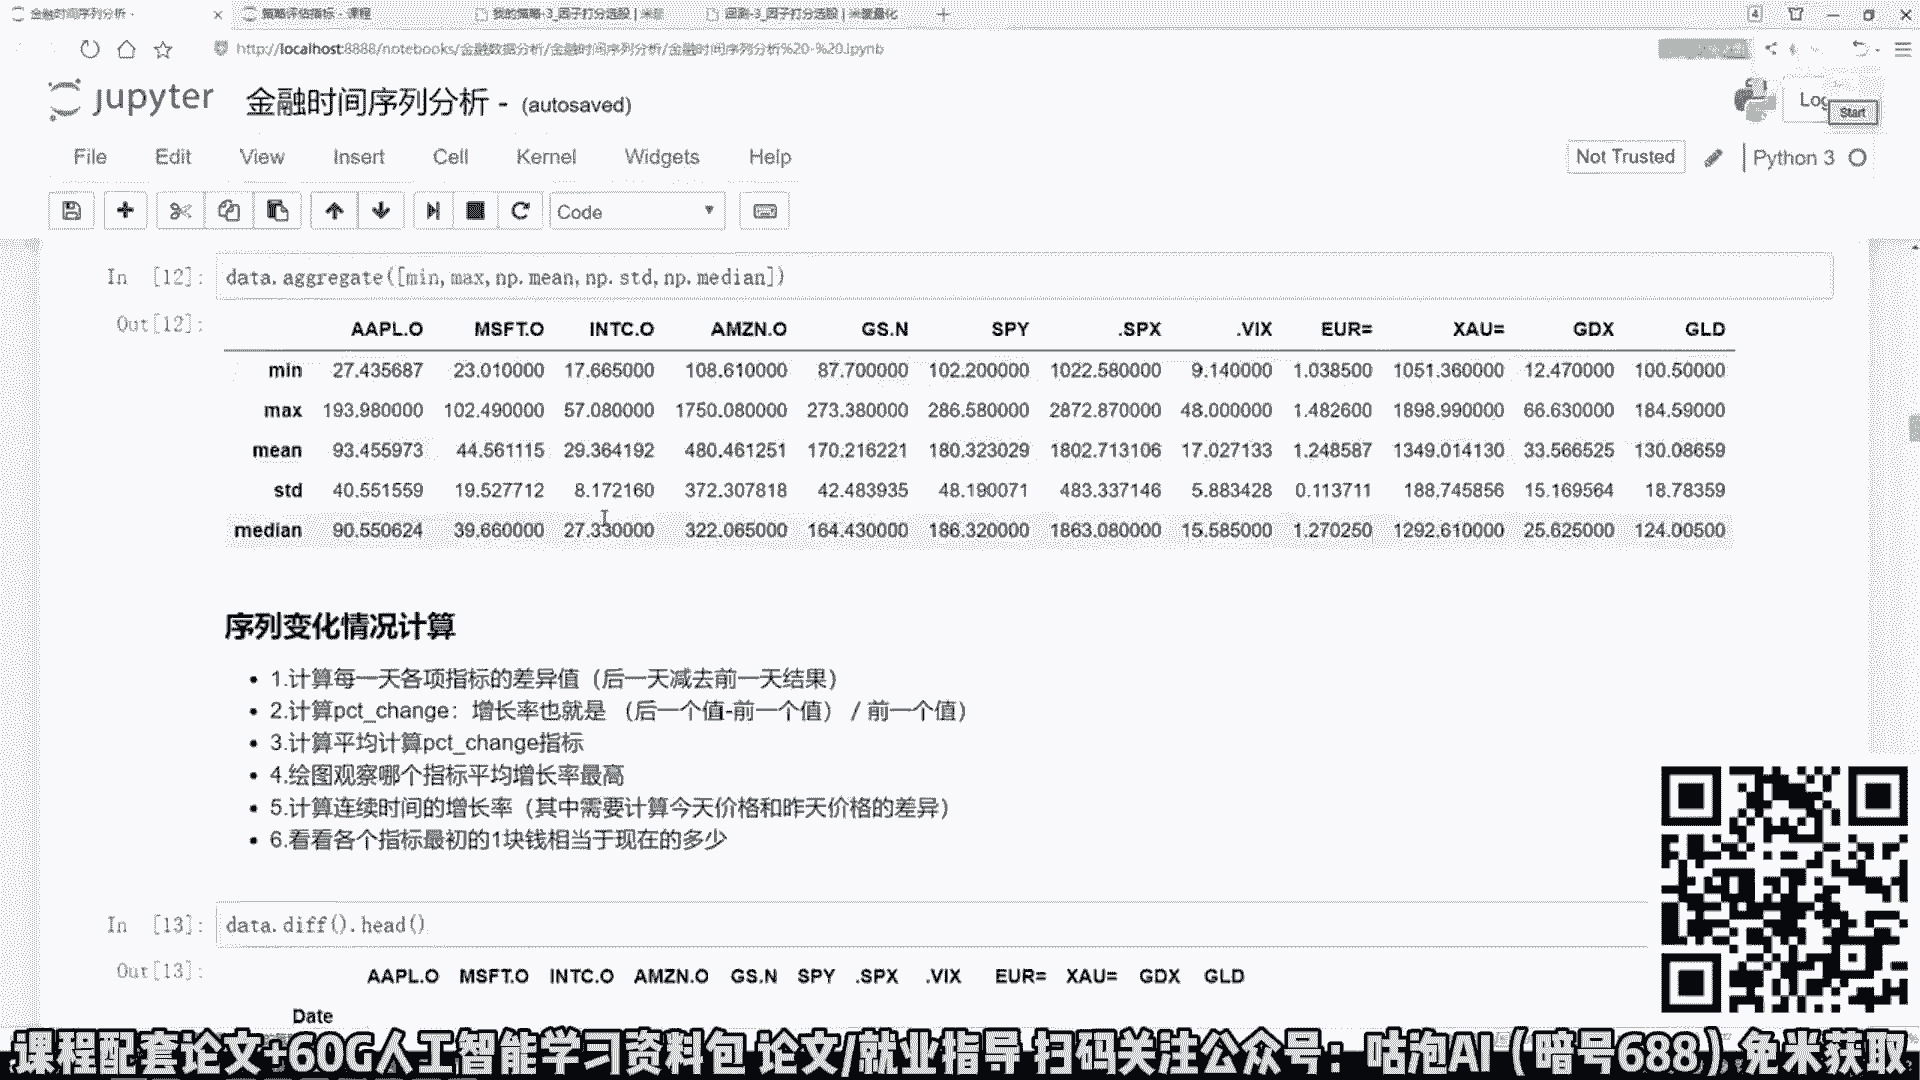 金融时间序列分析 -
策略评估指标 - 课程
我的策略-3_因子打分选股 | 米筐
回测-3_因子打分选股 | 米筐量化
4
http://localhost:8888/notebooks/金融数据分析/金融时间序列分析/金融时间序列分析%20-%20.ipynb
jupyter 金融时间序列分析 - (autosaved)
Log
Start
File Edit View Insert Cell Kernel Widgets Help
Not Trusted
Python 3
Code
In [12]: data.aggregate([min,max,np.mean,np.std,np.median])
Out[12]:
AAPL.O MSFT.O INTC.O AMZN.O GS.N SPY .SPX .VIX EUR= XAU= GDX GLD
min 27.435687 23.010000 17.665000 108.610000 87.700000 102.200000 1022.580000 9.140000 1.038500 1051.360000 12.470000 100.50000
max 193.980000 102.490000 57.080000 1750.080000 273.380000 286.580000 2872.870000 48.000000 1.482600 1898.990000 66.630000 184.59000
mean 93.455973 44.561115 29.364192 480.461251 170.216221 180.323029 1802.713106 17.027133 1.248587 1349.014130 33.566525 130.08659
std 40.551559 19.527712 8.172160 372.307818 42.483935 48.190071 483.337146 5.883428 0.113711 188.745856 15.169564 18.78359
median 90.550624 39.660000 27.330000 322.065000 164.430000 186.320000 1863.080000 15.585000 1.270250 1292.610000 25.625000 124.00500
序列变化情况计算
• 1.计算每一天各项指标的差异值（后一天减去前一天结果）
• 2.计算pct_change：增长率也就是 （后一个值-前一个值） / 前一个值）
• 3.计算平均计算pct_change指标
• 4.绘图观察哪个指标平均增长率最高
• 5.计算连续时间的增长率（其中需要计算今天价格和昨天价格的差异）
• 6.看看各个指标最初的1块钱相当于现在的多少
In [13]: data.diff().head()
Out[13]:
AAPL.O MSFT.O INTC.O AMZN.O GS.N SPY .SPX .VIX EUR= XAU= GDX GLD
Date
课程配套论文+60G人工智能学习资料包 论文/就业指导 扫码关注公众号：咕泡AI（暗号688）免米获取